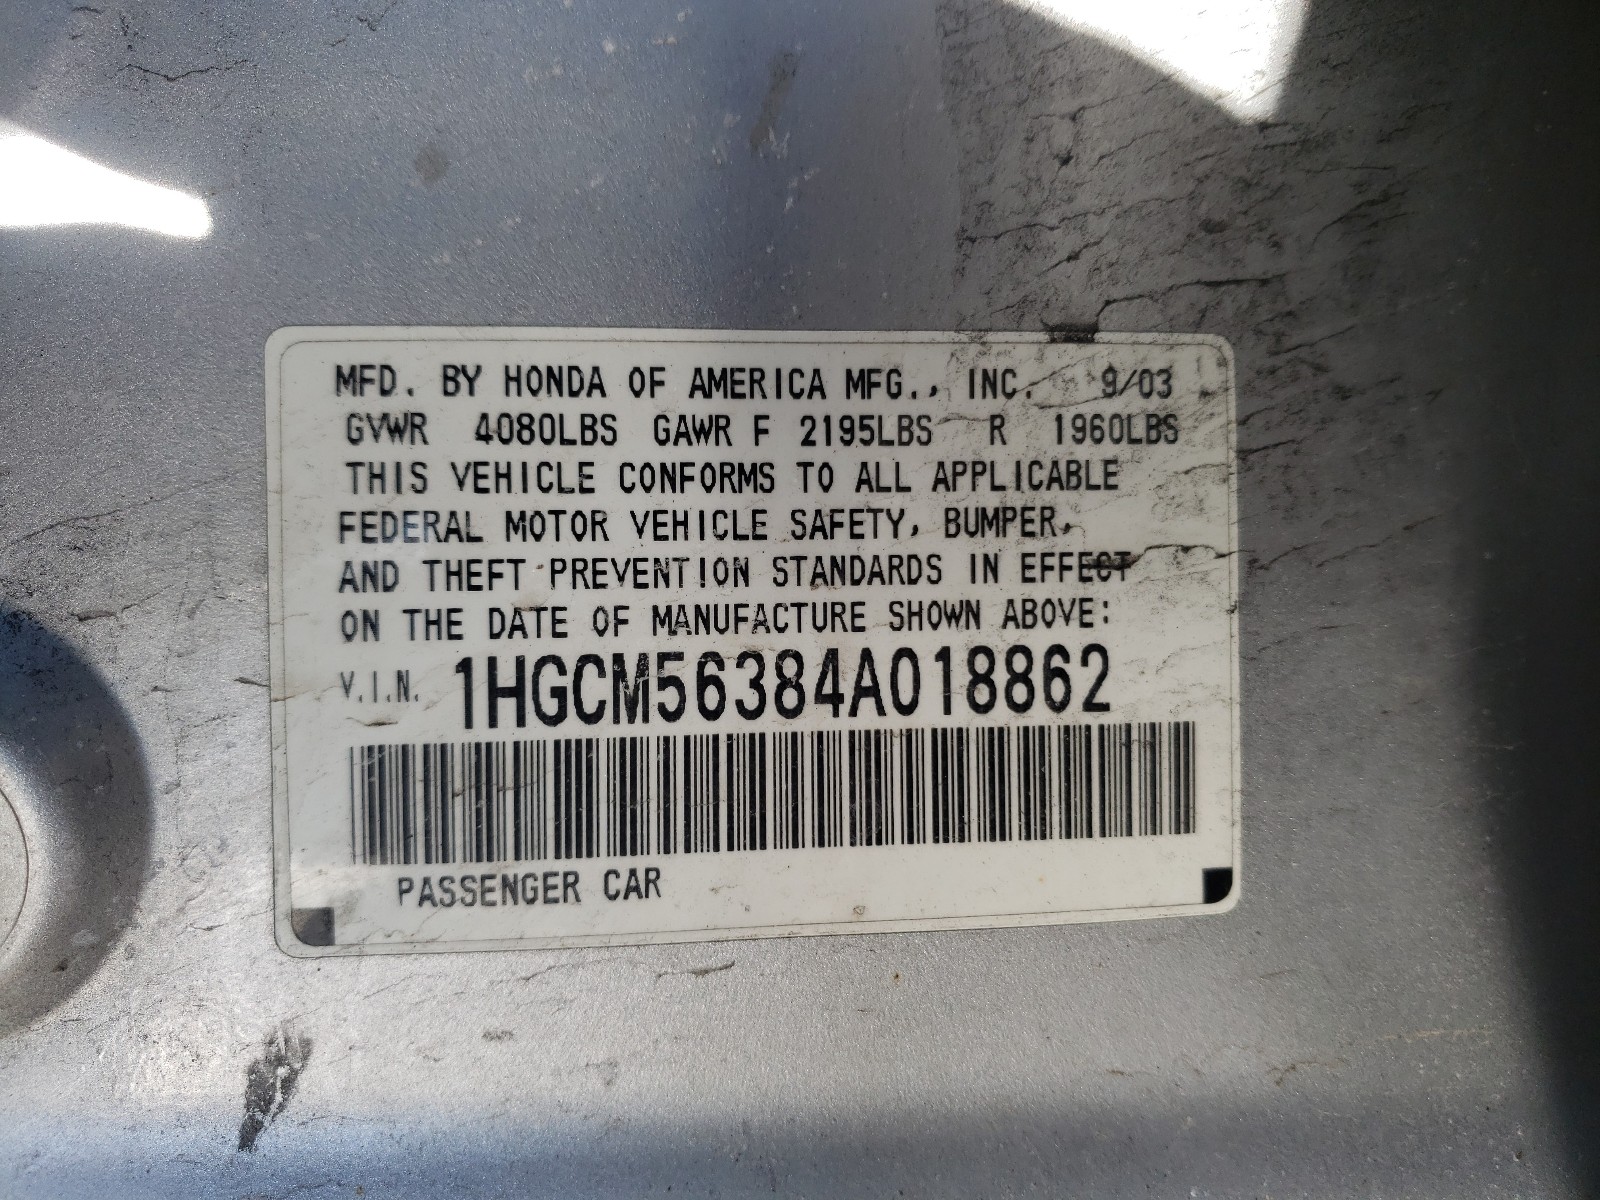 MFD. BY HONDA OF AMERICA MFG., INC. 9/03
GVWR 4080LBS GAWR F 2195LBS R 1960LBS
THIS VEHICLE CONFORMS TO ALL APPLICABLE
FEDERAL MOTOR VEHICLE SAFETY, BUMPER,
AND THEFT PREVENTION STANDARDS IN EFFECT
ON THE DATE OF MANUFACTURE SHOWN ABOVE:
V.I.N. 1HGCM56384A018862
PASSENGER CAR